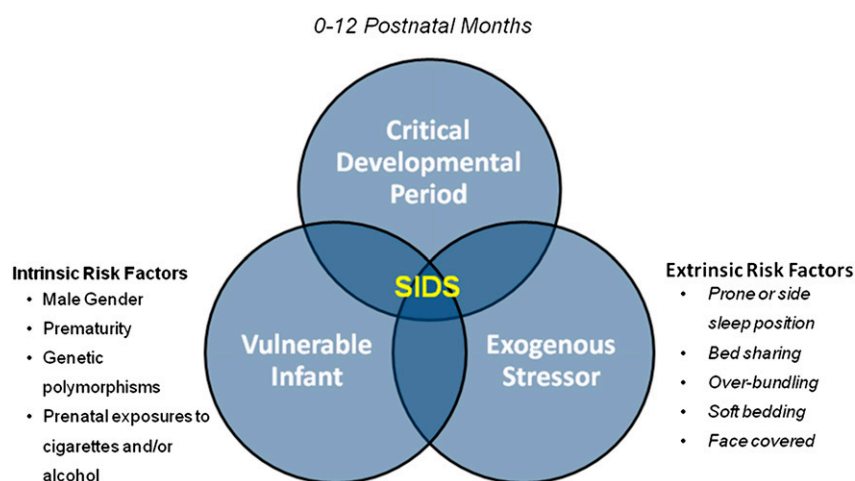 0-12 Postnatal Months
Critical
Developmental
Period
SIDS
Vulnerable
Infant
Exogenous
Stressor
Intrinsic Risk Factors
• Male Gender
• Prematurity
• Genetic
polymorphisms
• Prenatal exposures to
cigarettes and/or
alcohol
Extrinsic Risk Factors
• Prone or side
sleep position
• Bed sharing
• Over-bundling
• Soft bedding
• Face covered